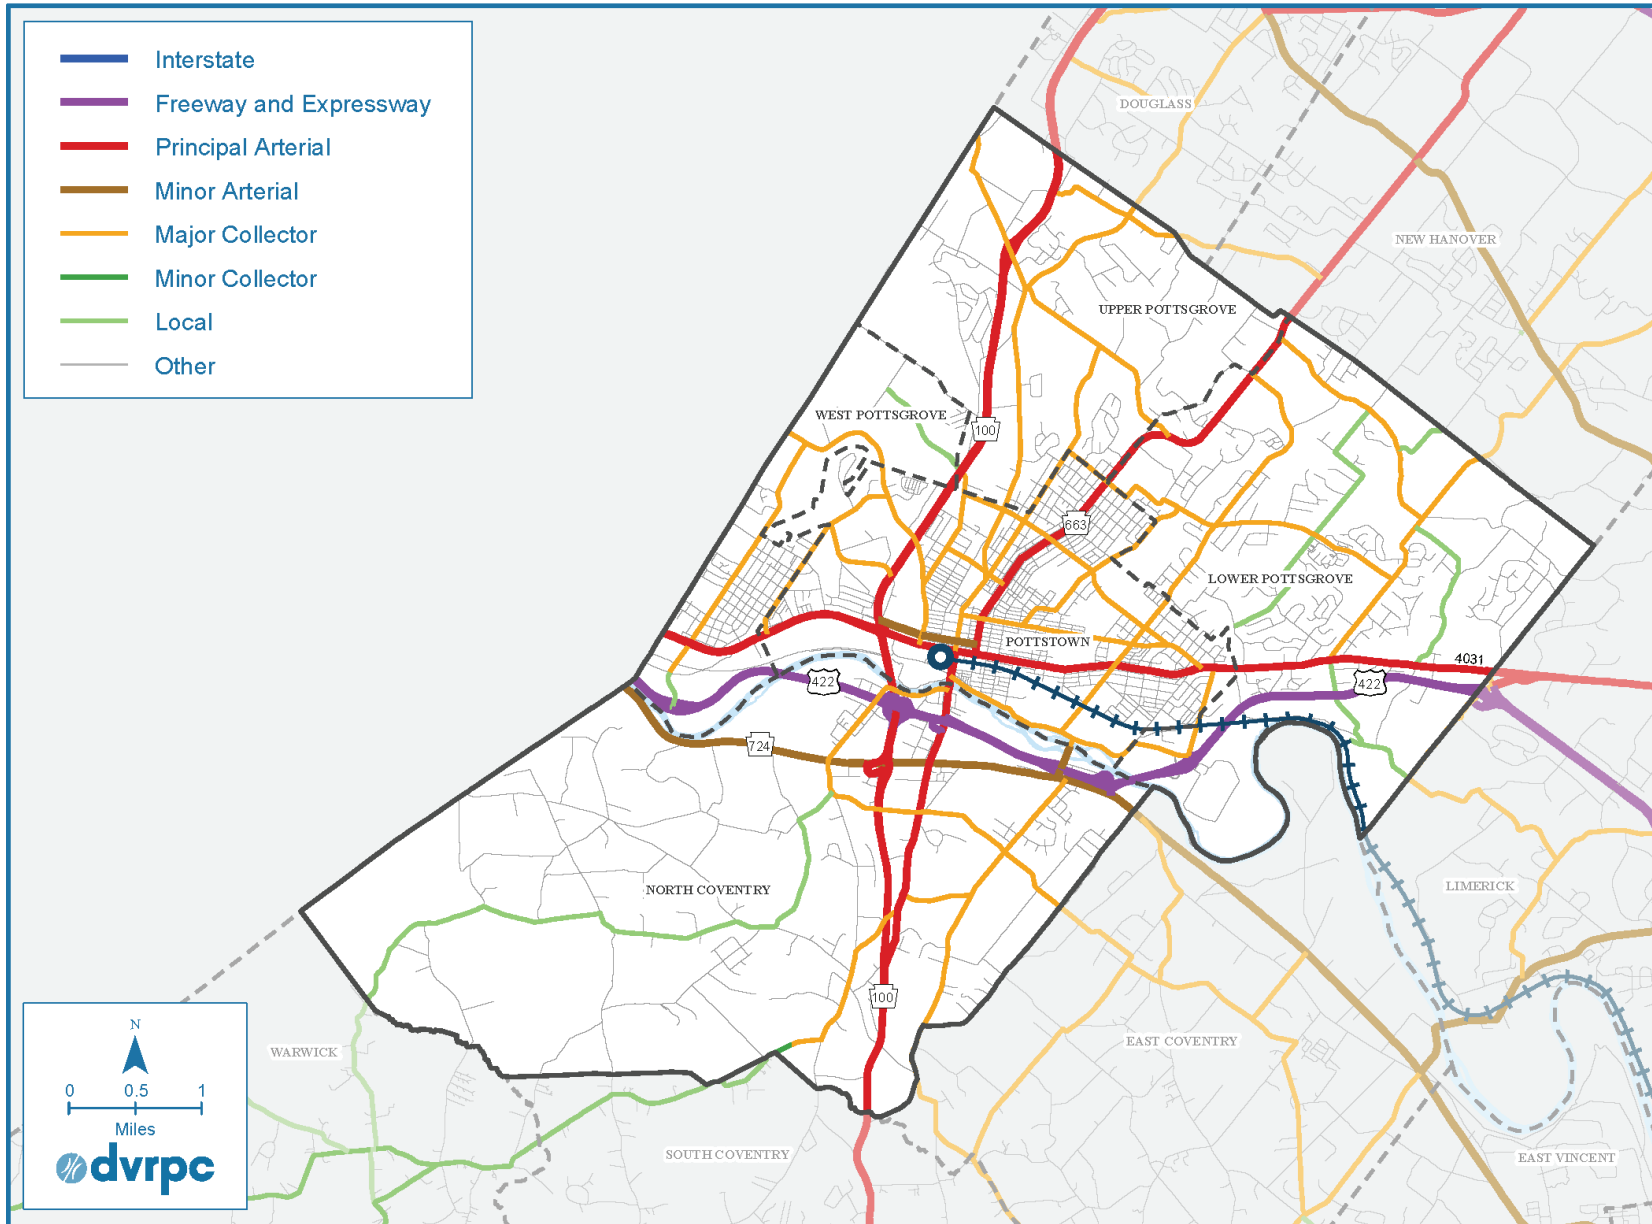 Interstate
Freeway and Expressway
Principal Arterial
Minor Arterial
Major Collector
Minor Collector
Local
Other
DOUGLASS
NEW HANOVER
UPPER POTTSGROVE
WEST POTTSGROVE
100
663
LOWER POTTSGROVE
POTTSTOWN
4031
422
422
724
NORTH COVENTRY
LIMERICK
100
EAST COVENTRY
WARWICK
SOUTH COVENTRY
EAST VINCENT
N
0 0.5 1
Miles
dvrpc